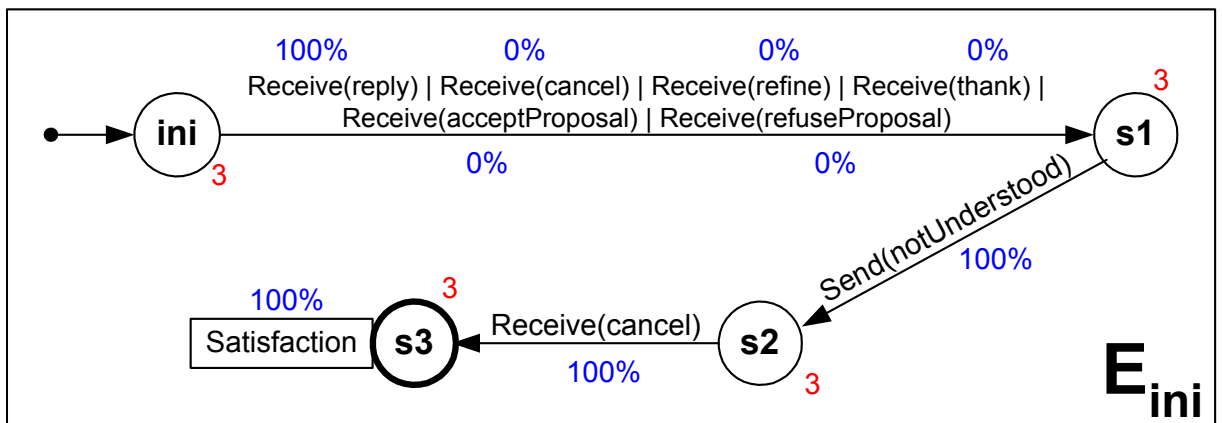 100% 0% 0% 0%
Receive(reply) | Receive(cancel) | Receive(refine) | Receive(thank) |
Receive(acceptProposal) | Receive(refuseProposal)
0% 0%
ini
3
s1
3
Send(notUnderstood)
100%
s2
3
Receive(cancel)
100%
s3
3
100%
Satisfaction
E ini